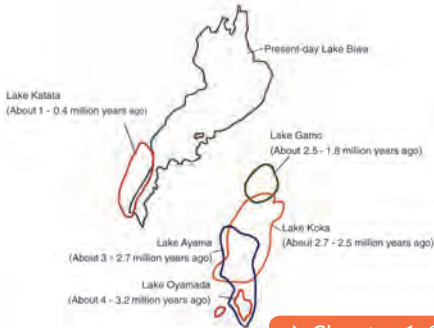 Present-day Lake Biwa
Lake Katata
(About 1 - 0.4 million years ago)
Lake Gamo
(About 2.5 - 1.8 million years ago)
Lake Koka
(About 2.7 - 2.5 million years ago)
Lake Ayama
(About 3 - 2.7 million years ago)
Lake Oyamada
(About 4 - 3.2 million years ago)